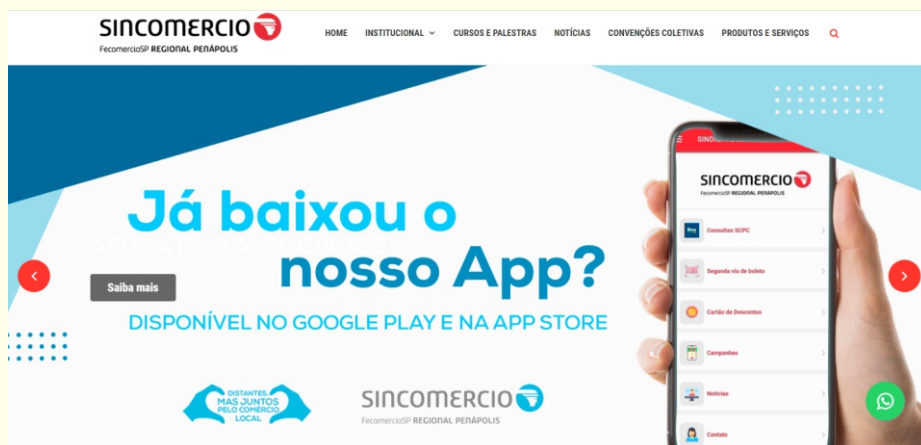 SINCOMERCIO
FecomercioSP REGIONAL PENÁPOLIS
HOME INSTITUCIONAL CURSOS E PALESTRAS NOTÍCIAS CONVENÇÕES COLETIVAS PRODUTOS E SERVIÇOS
Já baixou o
APLICATIVO ASSOCIADOS
nosso App?
Saiba mais
DISPONÍVEL NO GOOGLE PLAY E NA APP STORE
DISTANTES,
MAS JUNTOS
PELO COMÉRCIO
LOCAL
SINCOMERCIO
FecomercioSP REGIONAL PENÁPOLIS
SINCOMERCIO
FecomercioSP REGIONAL PENÁPOLIS
Consultas SCPC
Segunda via de boleto
Cartão de Descontos
Campanhas
Notícias
Contato